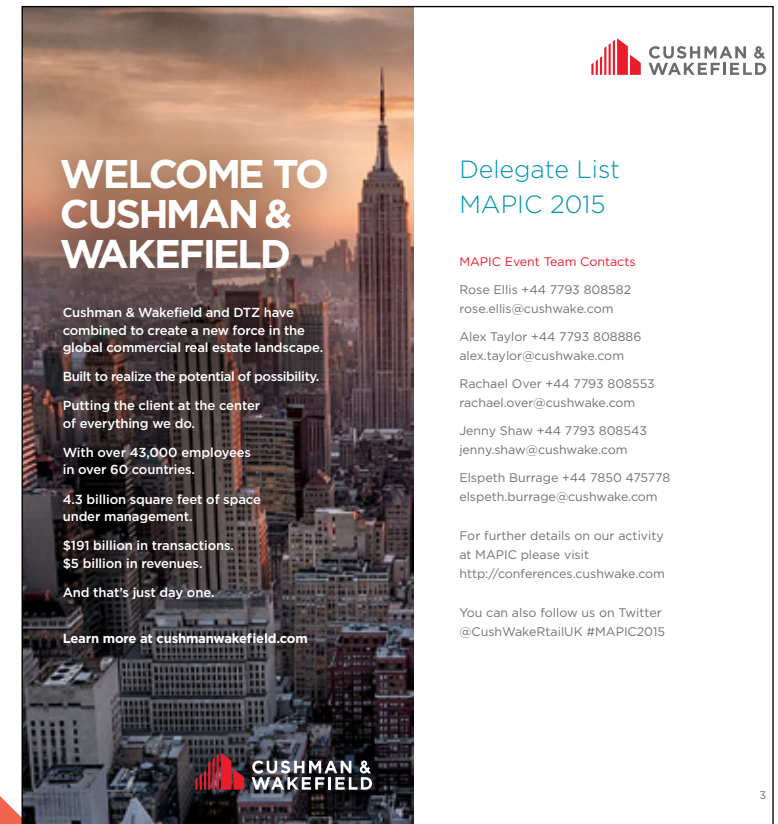 WELCOME TO
CUSHMAN &
WAKEFIELD
Cushman & Wakefield and DTZ have
combined to create a new force in the
global commercial real estate landscape.
Built to realize the potential of possibility.
Putting the client at the center
of everything we do.
With over 43,000 employees
in over 60 countries.
4.3 billion square feet of space
under management.
$191 billion in transactions.
$5 billion in revenues.
And that's just day one.
Learn more at cushmanwakefield.com
CUSHMAN &
WAKEFIELD
CUSHMAN &
WAKEFIELD
Delegate List
MAPIC 2015
MAPIC Event Team Contacts
Rose Ellis +44 7793 808582
rose.ellis@cushwake.com
Alex Taylor +44 7793 808886
alex.taylor@cushwake.com
Rachael Over +44 7793 808553
rachael.over@cushwake.com
Jenny Shaw +44 7793 808543
jenny.shaw@cushwake.com
Elspeth Burrage +44 7850 475778
elspeth.burrage@cushwake.com
For further details on our activity
at MAPIC please visit
http://conferences.cushwake.com
You can also follow us on Twitter
@CushWakeRtailUK #MAPIC2015
3